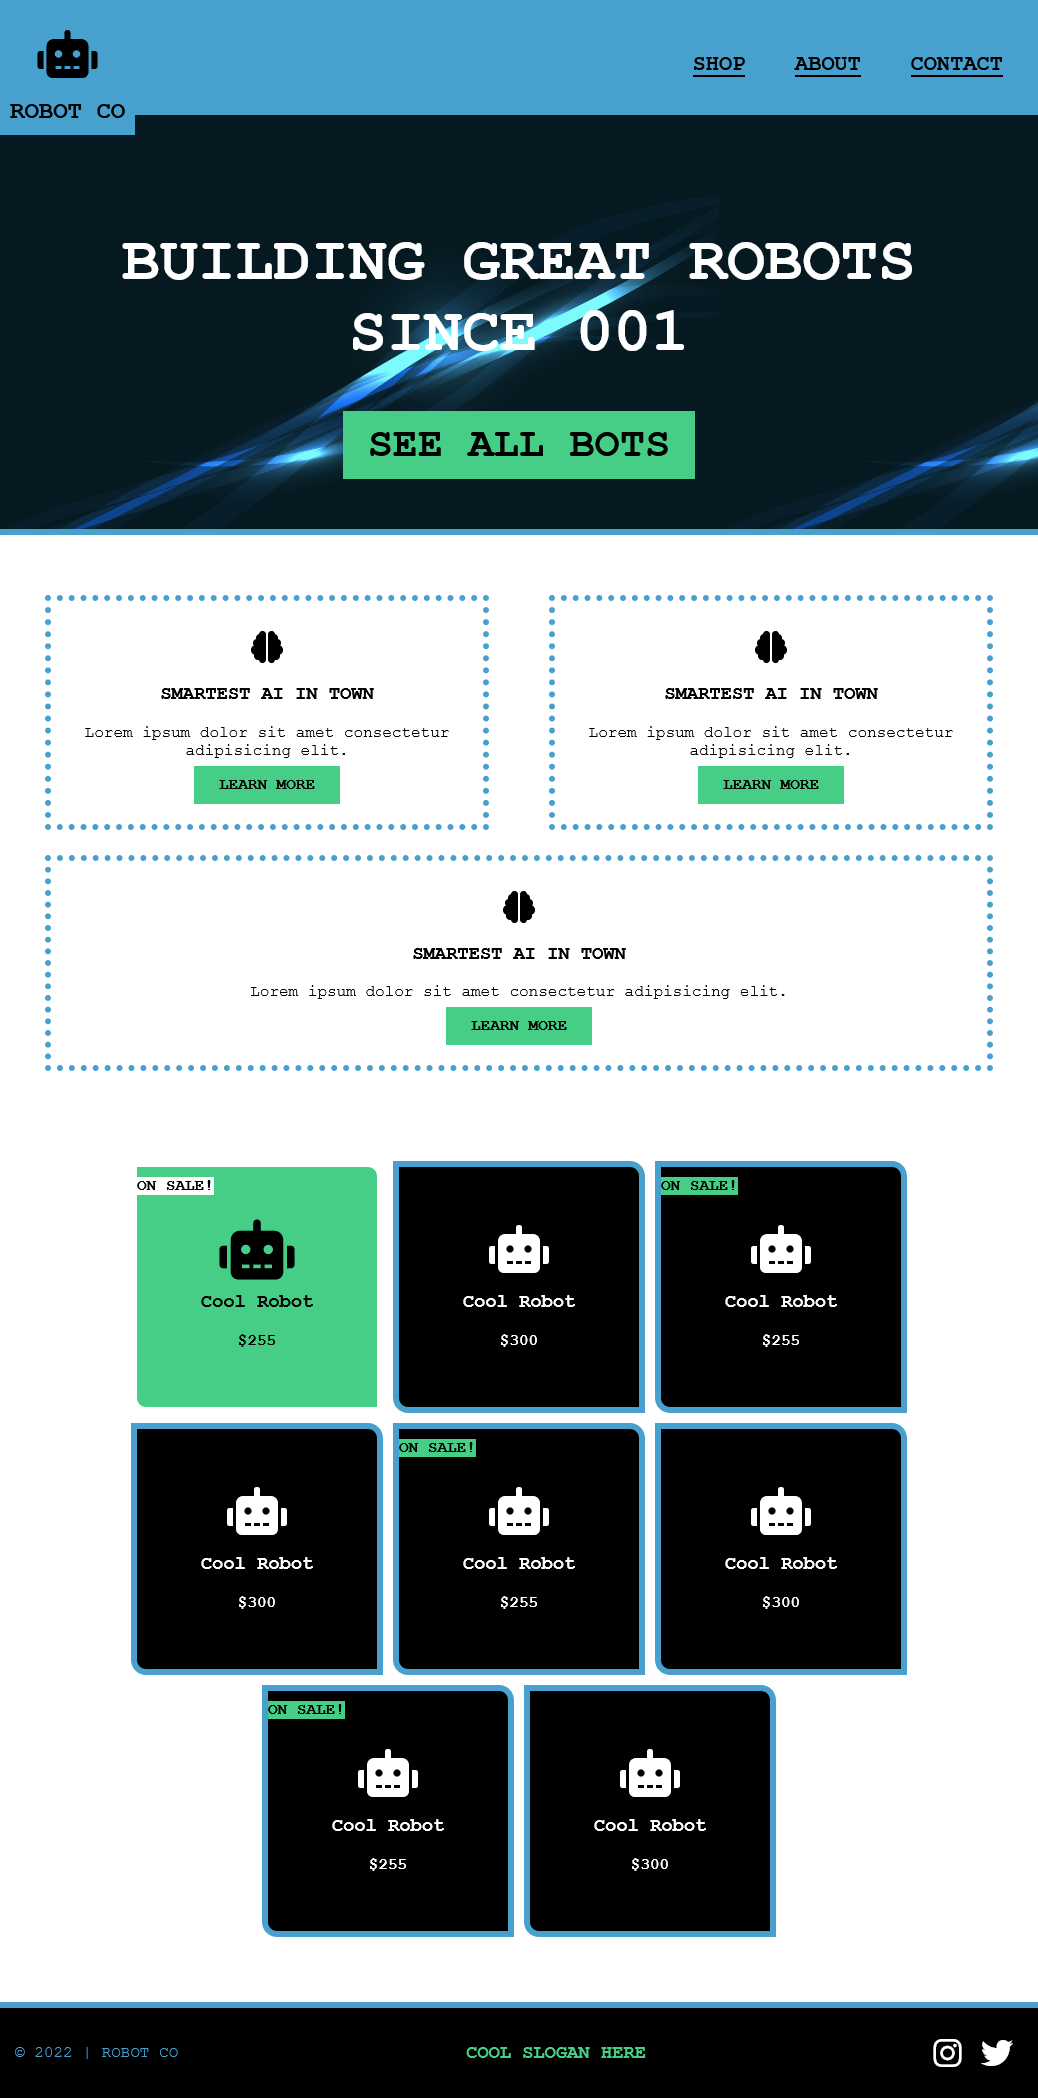 ROBOT CO
SHOP
ABOUT
CONTACT
BUILDING GREAT ROBOTS
SINCE 001
SEE ALL BOTS
SMARTEST AI IN TOWN
Lorem ipsum dolor sit amet consectetur
adipisicing elit.
LEARN MORE
SMARTEST AI IN TOWN
Lorem ipsum dolor sit amet consectetur
adipisicing elit.
LEARN MORE
SMARTEST AI IN TOWN
Lorem ipsum dolor sit amet consectetur adipisicing elit.
LEARN MORE
ON SALE!
Cool Robot
$255
Cool Robot
$300
ON SALE!
Cool Robot
$255
Cool Robot
$300
ON SALE!
Cool Robot
$255
Cool Robot
$300
ON SALE!
Cool Robot
$255
Cool Robot
$300
© 2022 | ROBOT CO
COOL SLOGAN HERE